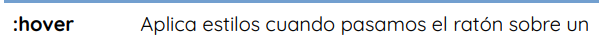 :hover Aplica estilos cuando pasamos el ratón sobre un